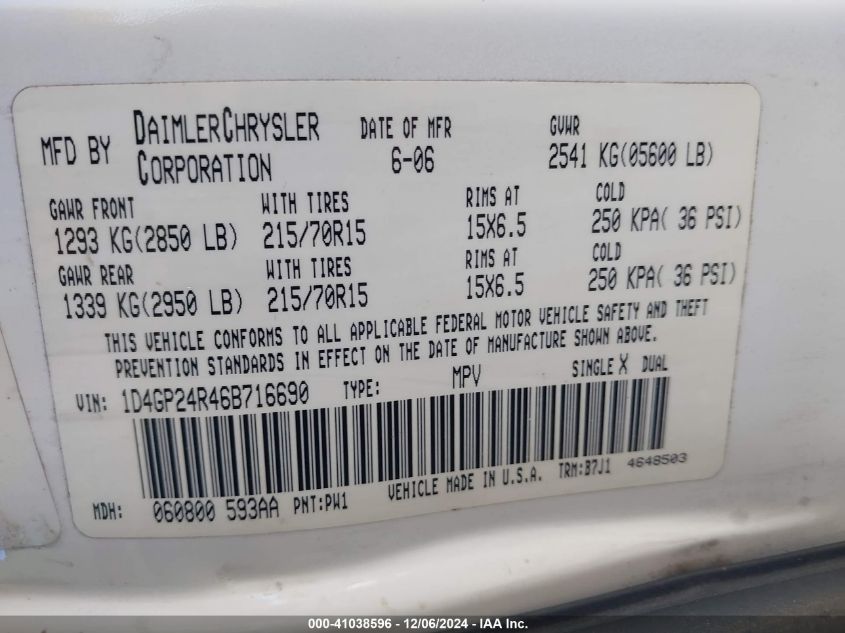 MFD BY DAIMLERCHRYSLER CORPORATION DATE OF MFR 6-06 GVWR 2541 KG(05600 LB)
GAWR FRONT WITH TIRES RIMS AT COLD
1293 KG(2850 LB) 215/70R15 15X6.5 250 KPA( 36 PSI)
GAWR REAR WITH TIRES RIMS AT COLD
1339 KG(2950 LB) 215/70R15 15X6.5 250 KPA( 36 PSI)
THIS VEHICLE CONFORMS TO ALL APPLICABLE FEDERAL MOTOR VEHICLE SAFETY AND THEFT
PREVENTION STANDARDS IN EFFECT ON THE DATE OF MANUFACTURE SHOWN ABOVE.
VIN: 1D4GP24R46B716690 TYPE: MPV SINGLE X DUAL
MDH: 060800 593AA PNT:PW1 VEHICLE MADE IN U.S.A. TRM:B7J1 4648503
000-41038596 - 12/06/2024 - IAA Inc.